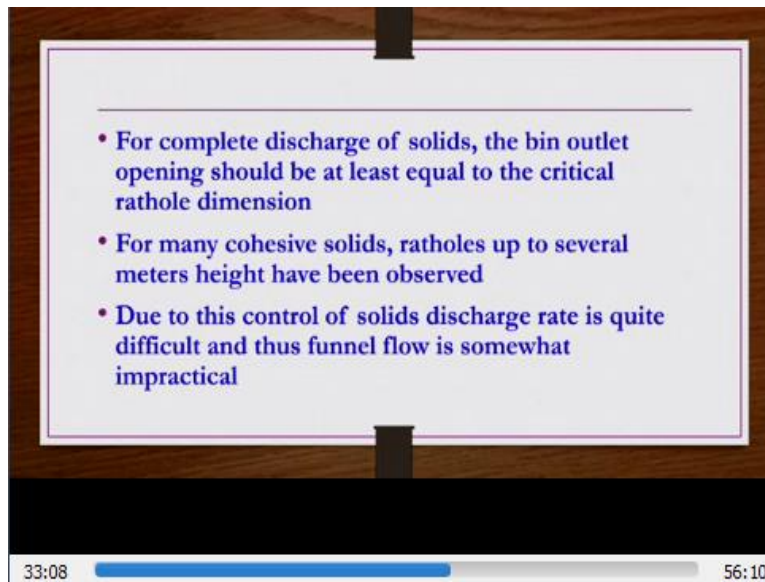 • For complete discharge of solids, the bin outlet
opening should be at least equal to the critical
rathole dimension
• For many cohesive solids, ratholes up to several
meters height have been observed
• Due to this control of solids discharge rate is quite
difficult and thus funnel flow is somewhat
impractical
33:08 56:10